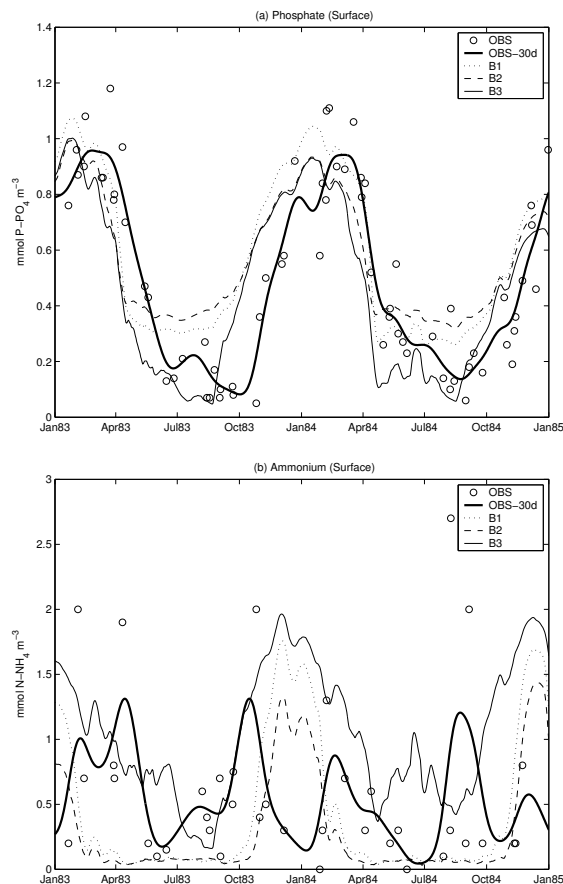 (a) Phosphate (Surface)
1.4
1.2
1
0.8
0.6
0.4
0.2
0
mmol P−PO4 m−3
OBS
OBS−30d
B1
B2
B3
Jan83 Apr83 Jul83 Oct83 Jan84 Apr84 Jul84 Oct84 Jan85
(b) Ammonium (Surface)
3
2.5
2
1.5
1
0.5
0
mmol N−NH4 m−3
OBS
OBS−30d
B1
B2
B3
Jan83 Apr83 Jul83 Oct83 Jan84 Apr84 Jul84 Oct84 Jan85